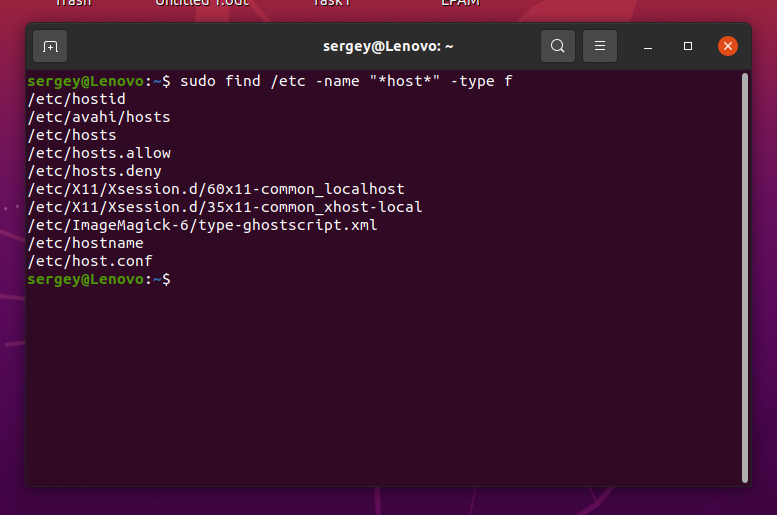 Trash Untitled 1.odt Task1 EPAM
sergey@Lenovo: ~
sergey@Lenovo:~$ sudo find /etc -name "*host*" -type f
/etc/hostid
/etc/avahi/hosts
/etc/hosts
/etc/hosts.allow
/etc/hosts.deny
/etc/X11/Xsession.d/60x11-common_localhost
/etc/X11/Xsession.d/35x11-common_xhost-local
/etc/ImageMagick-6/type-ghostscript.xml
/etc/hostname
/etc/host.conf
sergey@Lenovo:~$